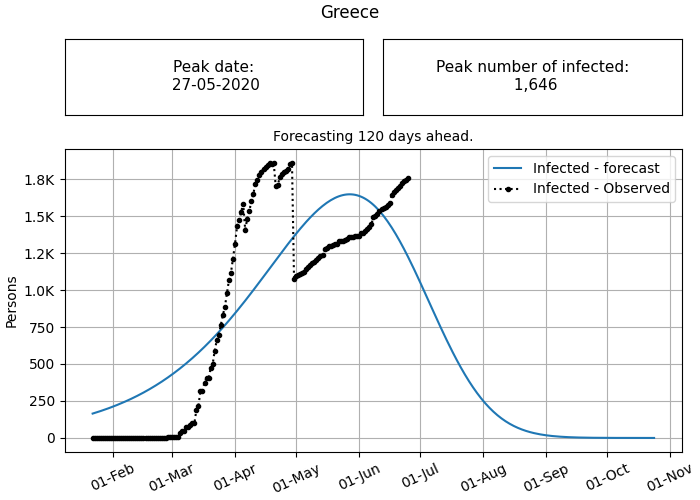 Greece
Peak date:
27-05-2020
Peak number of infected:
1,646
Forecasting 120 days ahead.
Infected - forecast
Infected - Observed
Persons
1.8K
1.5K
1.2K
1.0K
750
500
250
0
01-Feb
01-Mar
01-Apr
01-May
01-Jun
01-Jul
01-Aug
01-Sep
01-Oct
01-Nov